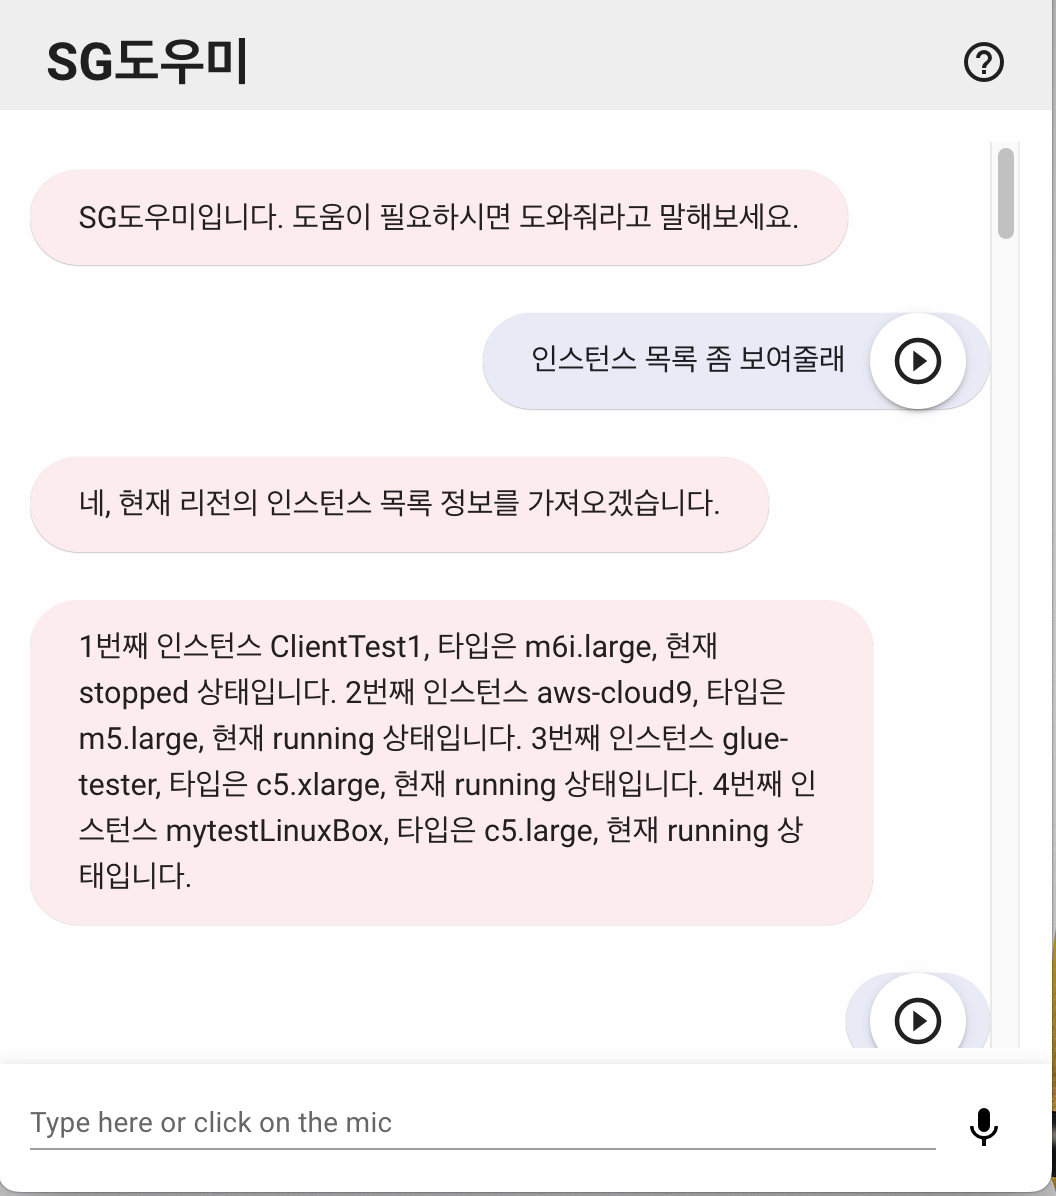 SG도우미
SG도우미입니다. 도움이 필요하시면 도와줘라고 말해보세요.
인스턴스 목록 좀 보여줄래
네, 현재 리전의 인스턴스 목록 정보를 가져오겠습니다.
1번째 인스턴스 ClientTest1, 타입은 m6i.large, 현재
stopped 상태입니다. 2번째 인스턴스 aws-cloud9, 타입은
m5.large, 현재 running 상태입니다. 3번째 인스턴스 glue-
tester, 타입은 c5.xlarge, 현재 running 상태입니다. 4번째 인
스턴스 mytestLinuxBox, 타입은 c5.large, 현재 running 상
태입니다.
Type here or click on the mic